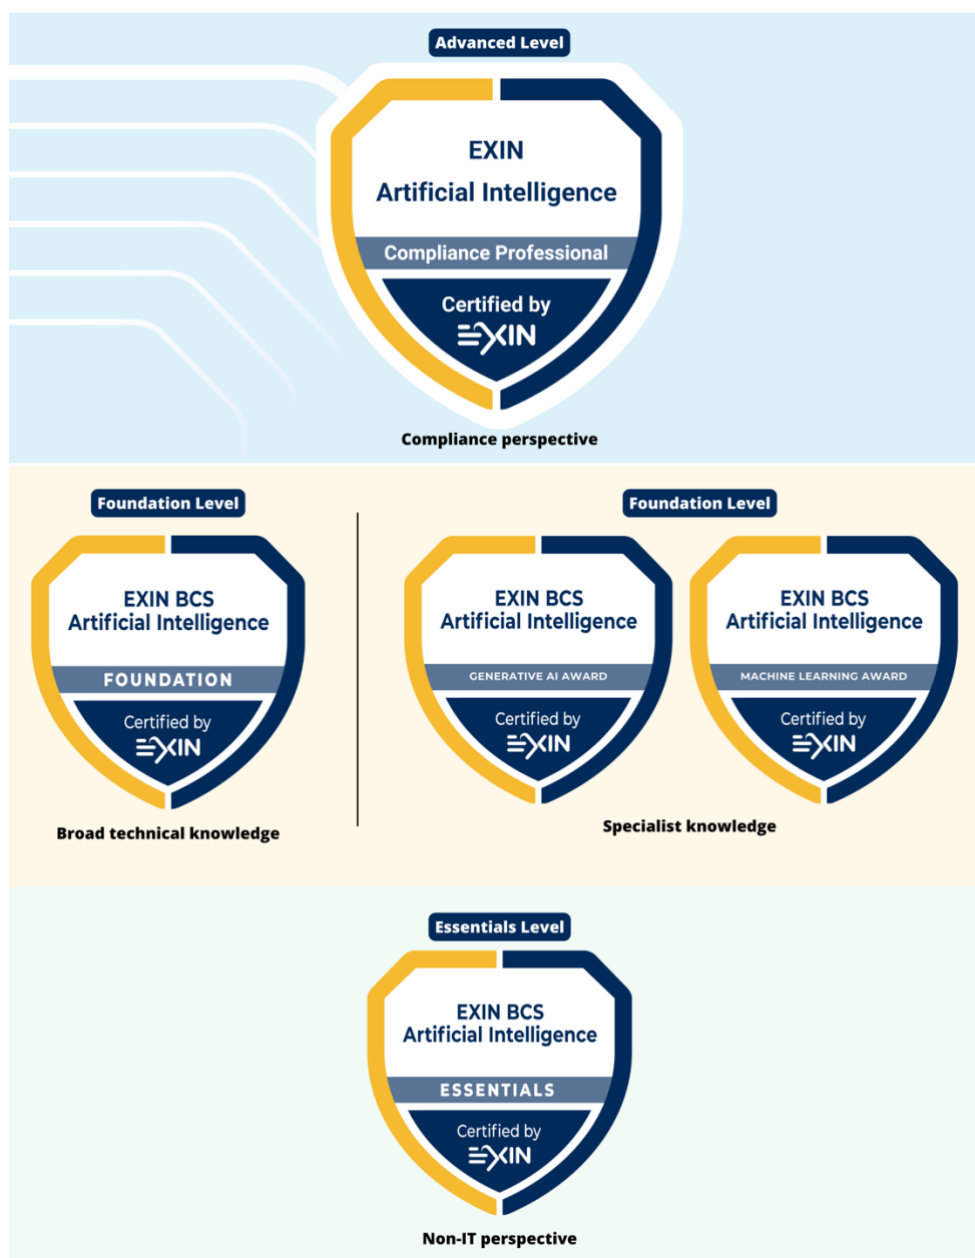 Advanced Level
EXIN
Artificial Intelligence
Compliance Professional
Certified by
EXIN
Compliance perspective
Foundation Level
EXIN BCS
Artificial Intelligence
FOUNDATION
Certified by
EXIN
Broad technical knowledge
Foundation Level
EXIN BCS
Artificial Intelligence
GENERATIVE AI AWARD
Certified by
EXIN
EXIN BCS
Artificial Intelligence
MACHINE LEARNING AWARD
Certified by
EXIN
Specialist knowledge
Essentials Level
EXIN BCS
Artificial Intelligence
ESSENTIALS
Certified by
EXIN
Non-IT perspective